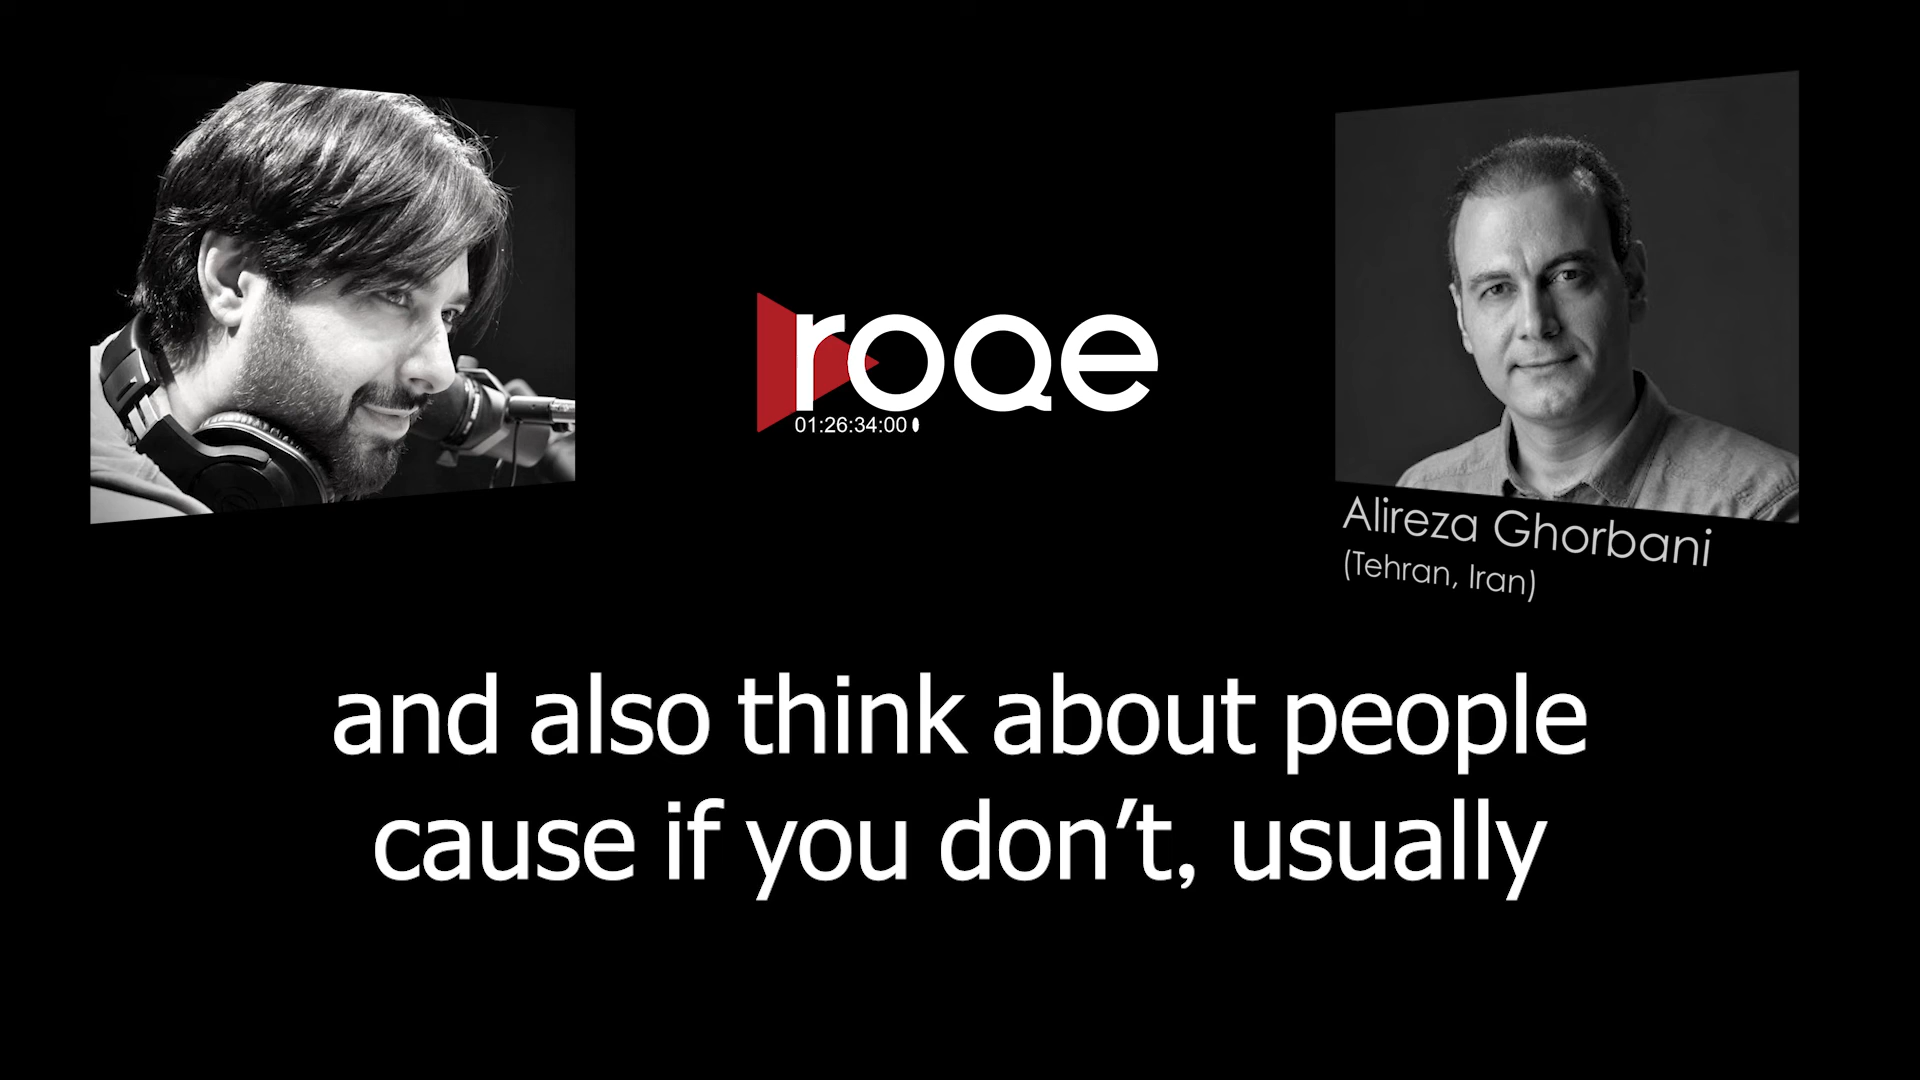 roqe
01:26:34:00
Alireza Ghorbani
(Tehran, Iran)
and also think about people
cause if you don’t, usually